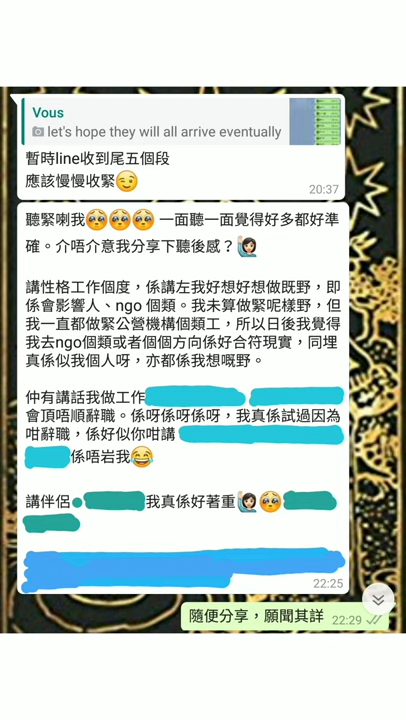 Vous
let's hope they will all arrive eventually
暫時line收到尾五個段
應該慢慢收緊😉
20:37
聽緊喇我🥹🥹🥹 一面聽一面覺得好多都好準
確。介唔介意我分享下聽後感？🙋🏻‍♀️
講性格工作個度，係講左我好想好想做既野，即
係會影響人、ngo 個類。我未算做緊呢樣野，但
我一直都做緊公營機構個類工，所以日後我覺得
我去ngo個類或者個個方向係好合符現實，同埋
真係似我個人呀，亦都係我想嘅野。
仲有講話我做工作
會頂唔順辭職。係呀係呀係呀，我真係試過因為
咁辭職，係好似你咁講
係唔岩我😂
講伴侶
我真係好著重🙋🏻‍♀️🥹
22:25
隨便分享，願聞其詳 22:29